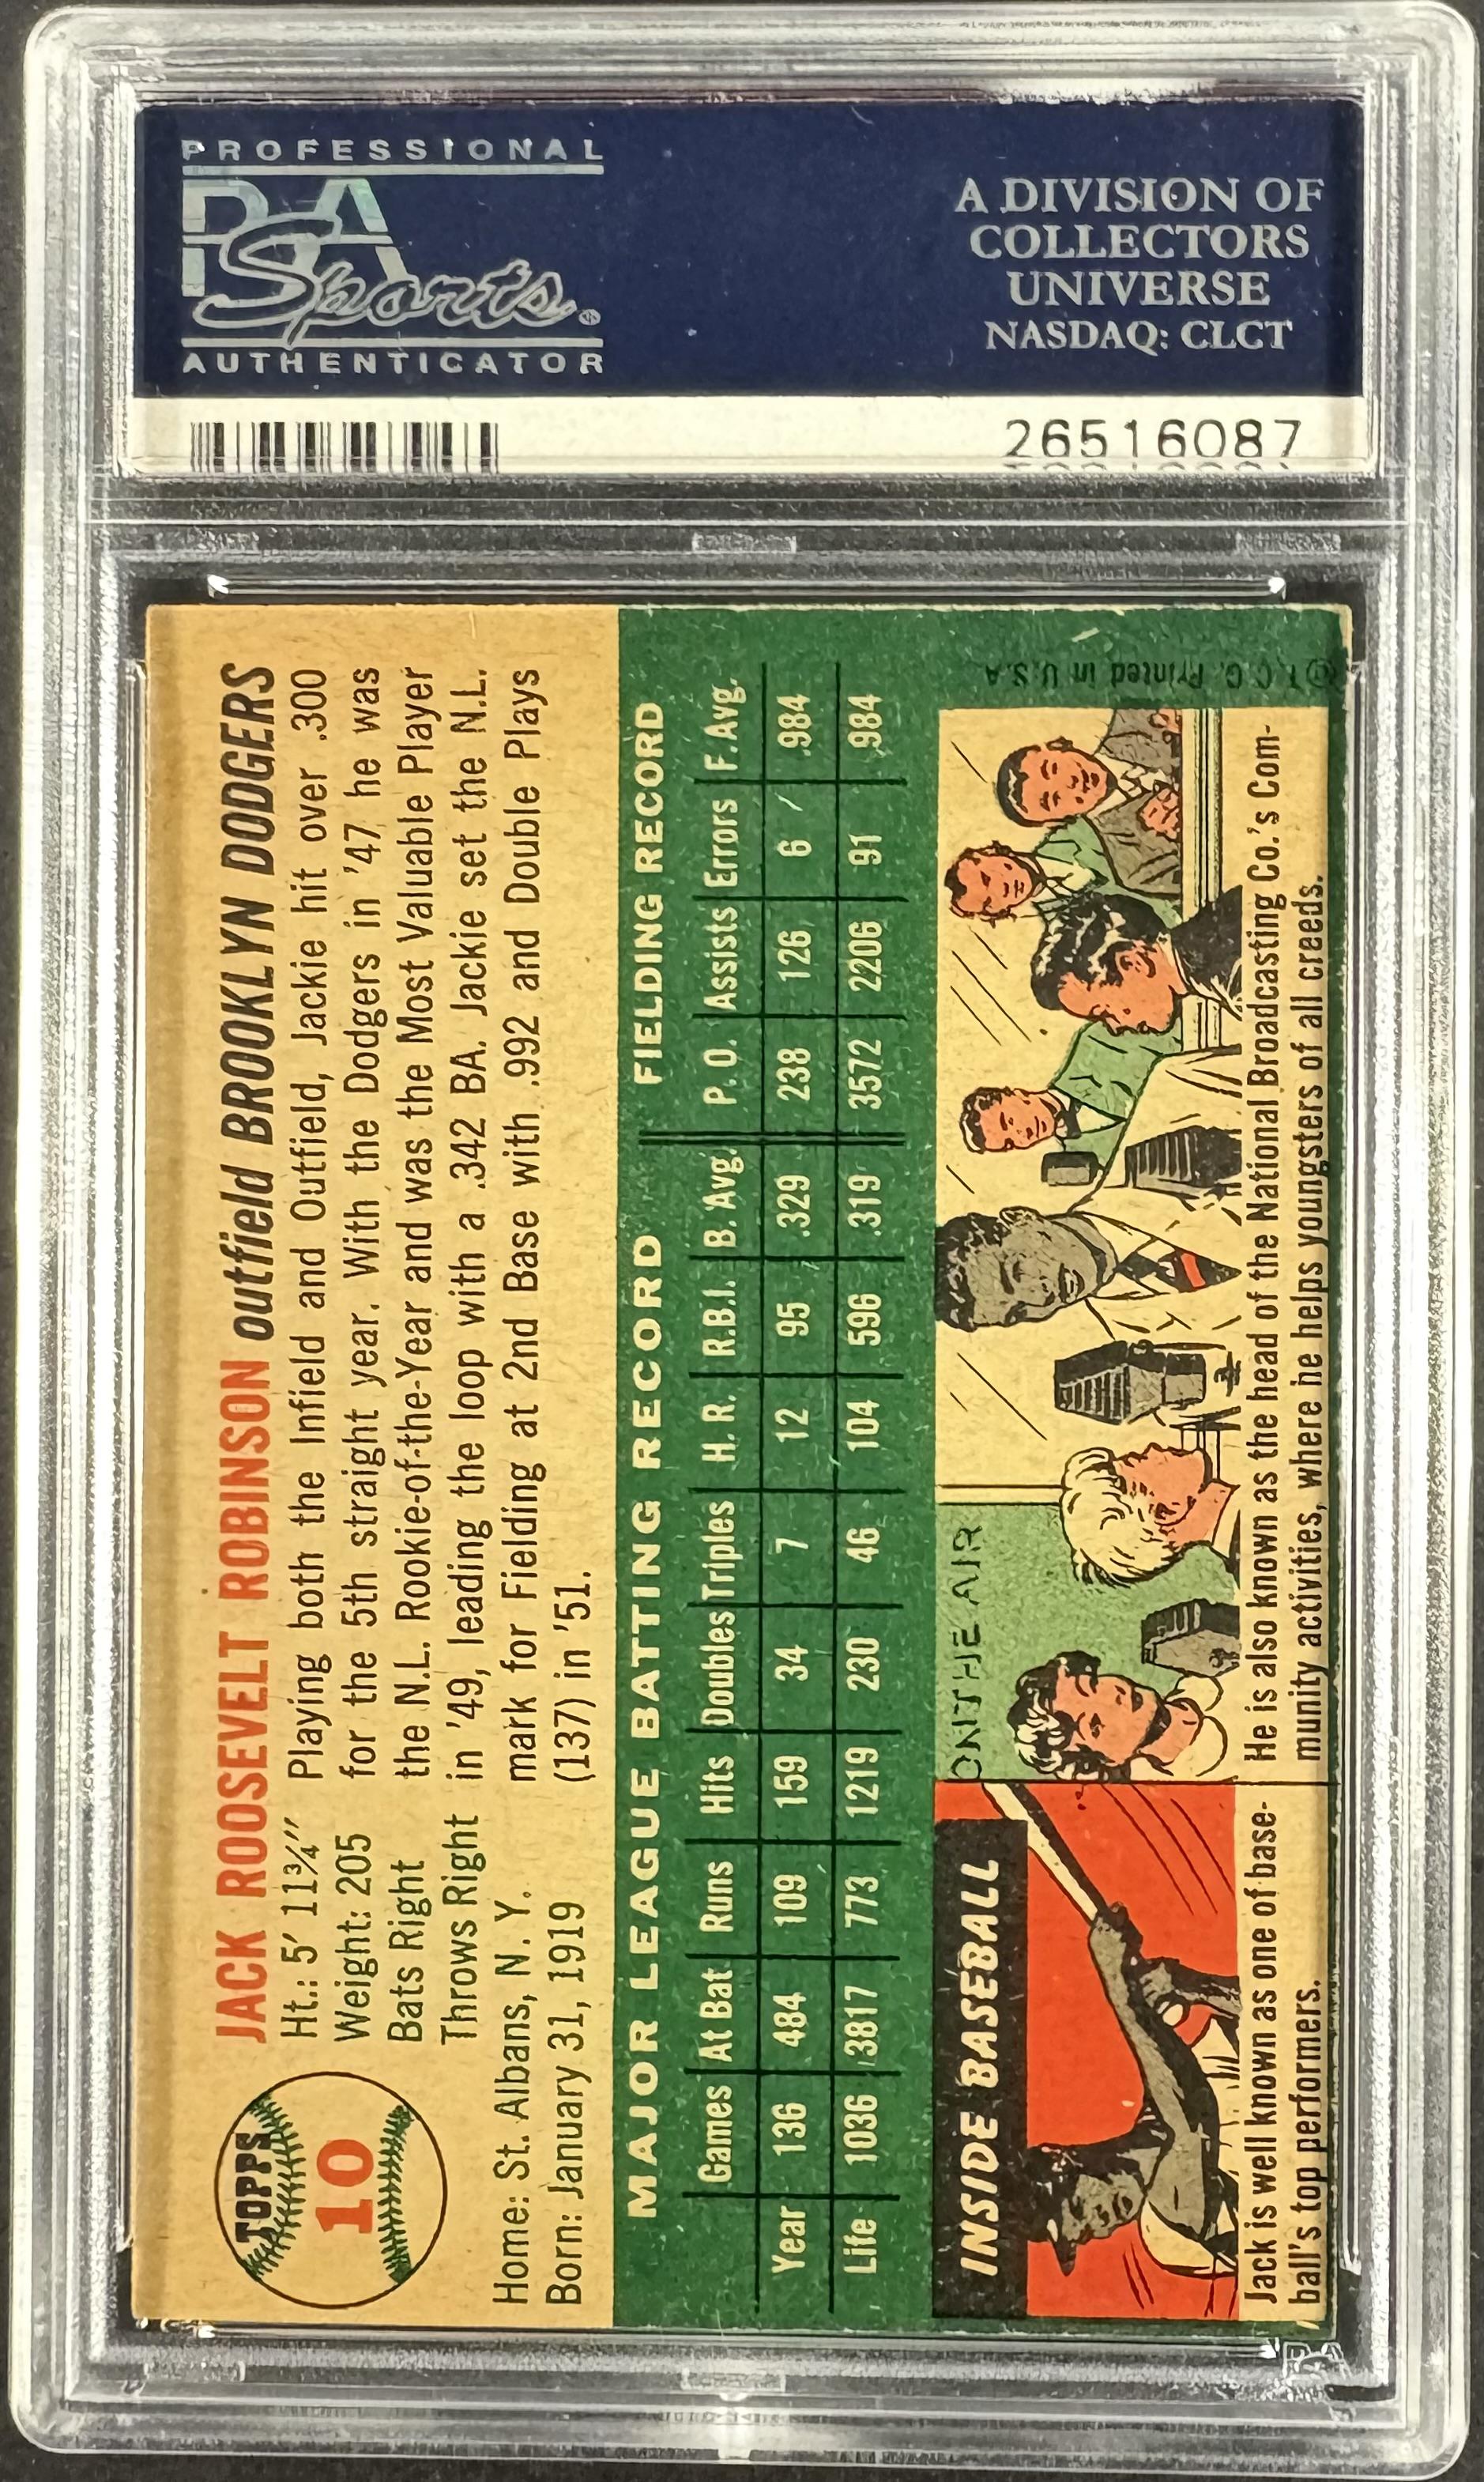 PROFESSIONAL
PSA
Sports
AUTHENTICATOR
A DIVISION OF
COLLECTORS
UNIVERSE
NASDAQ: CLCT
26516087
TOPPS
10
JACK ROOSEVELT ROBINSON outfield BROOKLYN DODGERS
Ht.: 5' 11¾"
Weight: 205
Bats Right
Throws Right
Home: St. Albans, N. Y.
Born: January 31, 1919
Playing both the Infield and Outfield, Jackie hit over .300
for the 5th straight year. With the Dodgers in '47 he was
the N.L. Rookie-of-the-Year and was the Most Valuable Player
in '49, leading the loop with a .342 BA. Jackie set the N.L.
mark for Fielding at 2nd Base with .992 and Double Plays
(137) in '51.
MAJOR LEAGUE BATTING RECORD FIELDING RECORD
Games At Bat Runs Hits Doubles Triples H. R. R.B.I. B. Avg. P. O. Assists Errors F. Avg.
Year 136 484 109 159 34 7 12 95 .329 238 126 6 .984
Life 1036 3817 773 1219 230 46 104 596 .319 3572 2206 91 .984
INSIDE BASEBALL
Jack is well known as one of base-
ball's top performers.
ON THE AIR
He is also known as the head of the National Broadcasting Co.'s Com-
munity activities, where he helps youngsters of all creeds.
© T. C. G. Printed in U.S.A
PSA